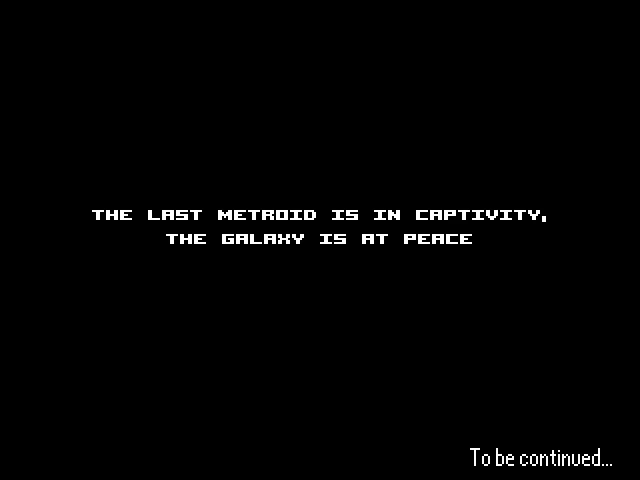 THE LAST METROID IS IN CAPTIVITY,
THE GALAXY IS AT PEACE
To be continued...